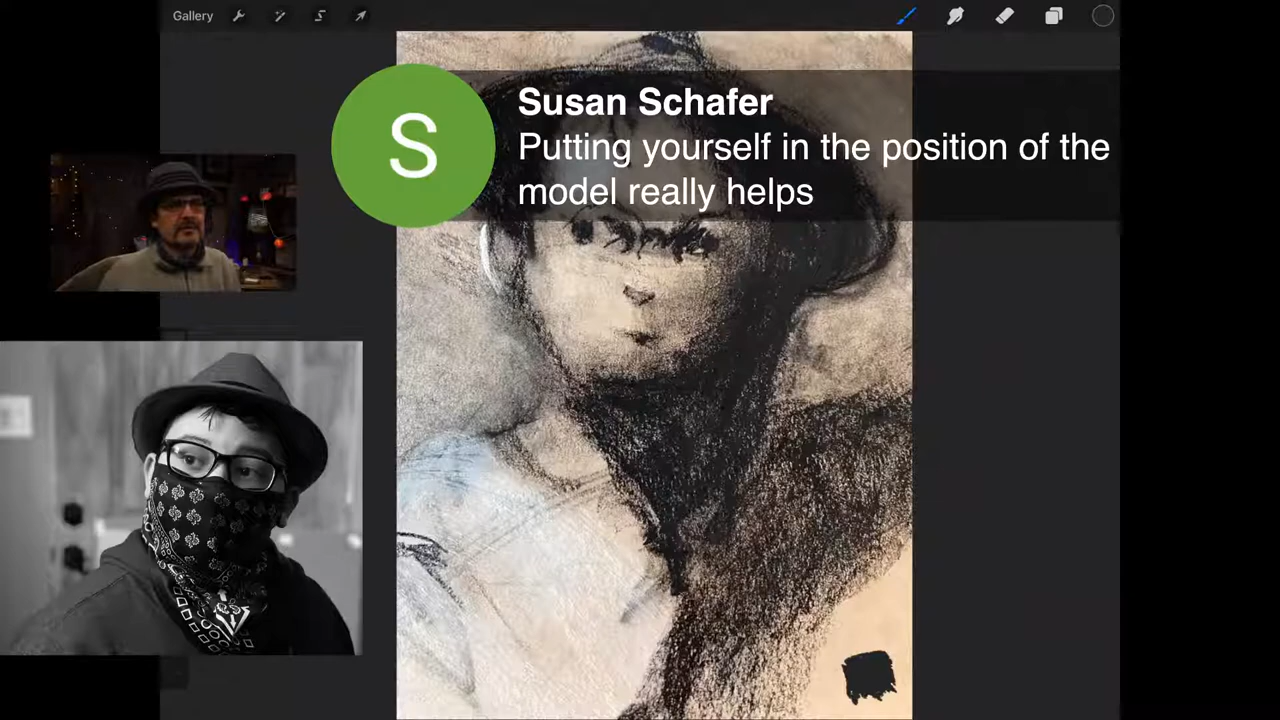 Gallery
Susan Schafer
S
Putting yourself in the position of the
model really helps